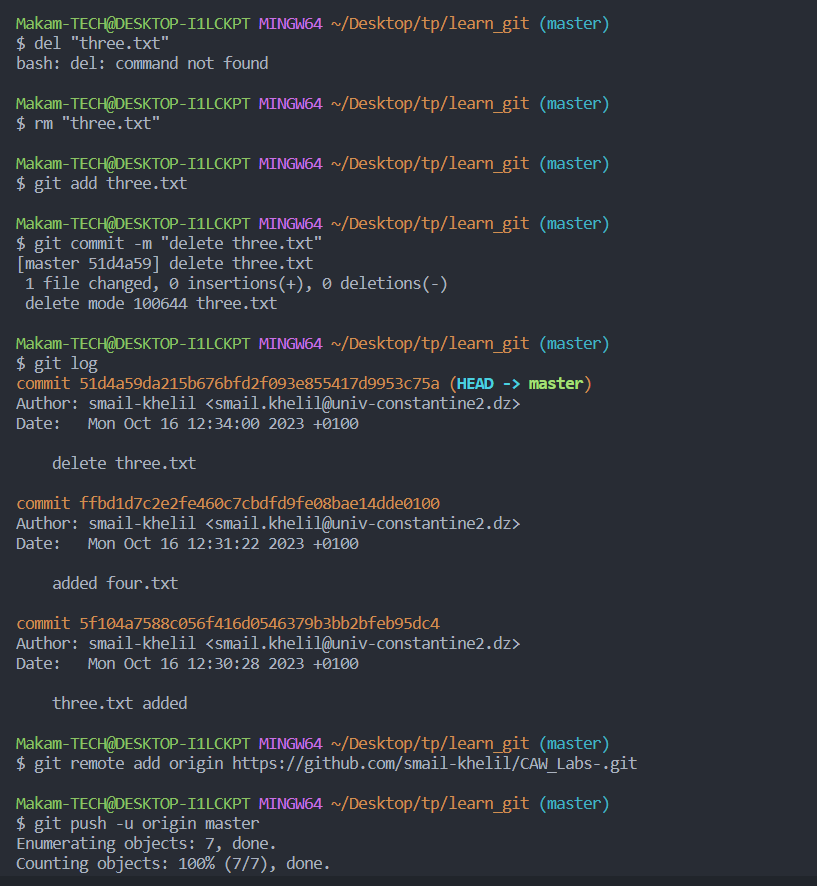 Makam-TECH@DESKTOP-I1LCKPT MINGW64 ~/Desktop/tp/learn_git (master)
$ del "three.txt"
bash: del: command not found
Makam-TECH@DESKTOP-I1LCKPT MINGW64 ~/Desktop/tp/learn_git (master)
$ rm "three.txt"
Makam-TECH@DESKTOP-I1LCKPT MINGW64 ~/Desktop/tp/learn_git (master)
$ git add three.txt
Makam-TECH@DESKTOP-I1LCKPT MINGW64 ~/Desktop/tp/learn_git (master)
$ git commit -m "delete three.txt"
[master 51d4a59] delete three.txt
 1 file changed, 0 insertions(+), 0 deletions(-)
 delete mode 100644 three.txt
Makam-TECH@DESKTOP-I1LCKPT MINGW64 ~/Desktop/tp/learn_git (master)
$ git log
commit 51d4a59da215b676bfd2f093e855417d9953c75a (HEAD -> master)
Author: smail-khelil <smail.khelil@univ-constantine2.dz>
Date:   Mon Oct 16 12:34:00 2023 +0100
    delete three.txt
commit ffbd1d7c2e2fe460c7cbdfd9fe08bae14dde0100
Author: smail-khelil <smail.khelil@univ-constantine2.dz>
Date:   Mon Oct 16 12:31:22 2023 +0100
    added four.txt
commit 5f104a7588c056f416d0546379b3bb2bfeb95dc4
Author: smail-khelil <smail.khelil@univ-constantine2.dz>
Date:   Mon Oct 16 12:30:28 2023 +0100
    three.txt added
Makam-TECH@DESKTOP-I1LCKPT MINGW64 ~/Desktop/tp/learn_git (master)
$ git remote add origin https://github.com/smail-khelil/CAW_Labs-.git
Makam-TECH@DESKTOP-I1LCKPT MINGW64 ~/Desktop/tp/learn_git (master)
$ git push -u origin master
Enumerating objects: 7, done.
Counting objects: 100% (7/7), done.